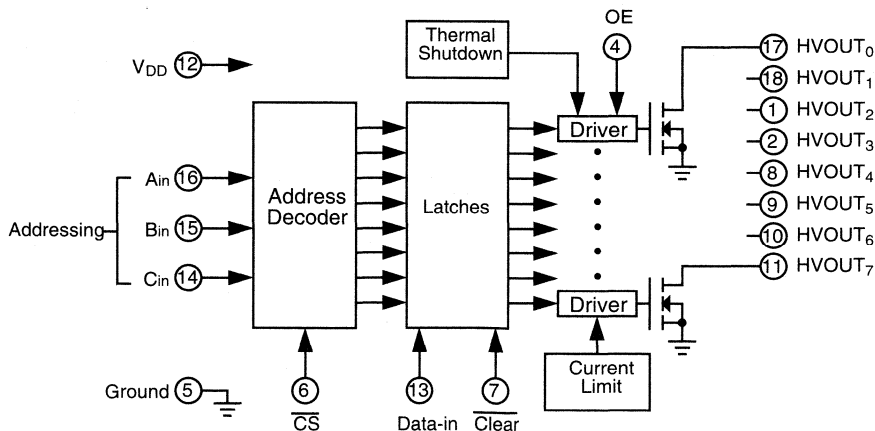 OE
Thermal
Shutdown
4
17 HVOUT0
VDD 12
18 HVOUT1
1 HVOUT2
Driver
2 HVOUT3
Ain 16
8 HVOUT4
Address
Decoder
Latches
9 HVOUT5
Addressing
Bin 15
10 HVOUT6
Cin 14
11 HVOUT7
Driver
Current
Limit
Ground 5
6
13
7
CS
Data-in
Clear